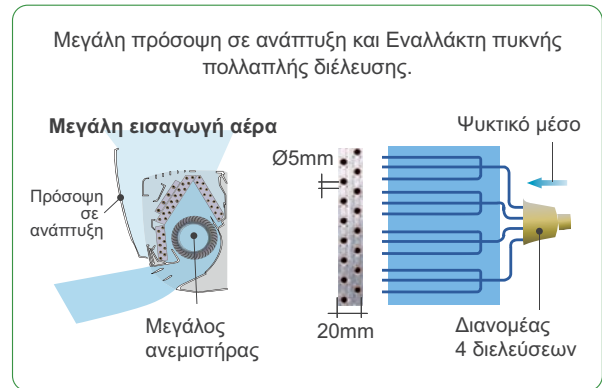 Μεγάλη πρόσοψη σε ανάπτυξη και Εναλλάκτη πυκνής
πολλαπλής διέλευσης.
Μεγάλη εισαγωγή αέρα
Πρόσοψη
σε
ανάπτυξη
Μεγάλος
ανεμιστήρας
Ø5mm
20mm
Ψυκτικό μέσο
Διανομέας
4 διελεύσεων